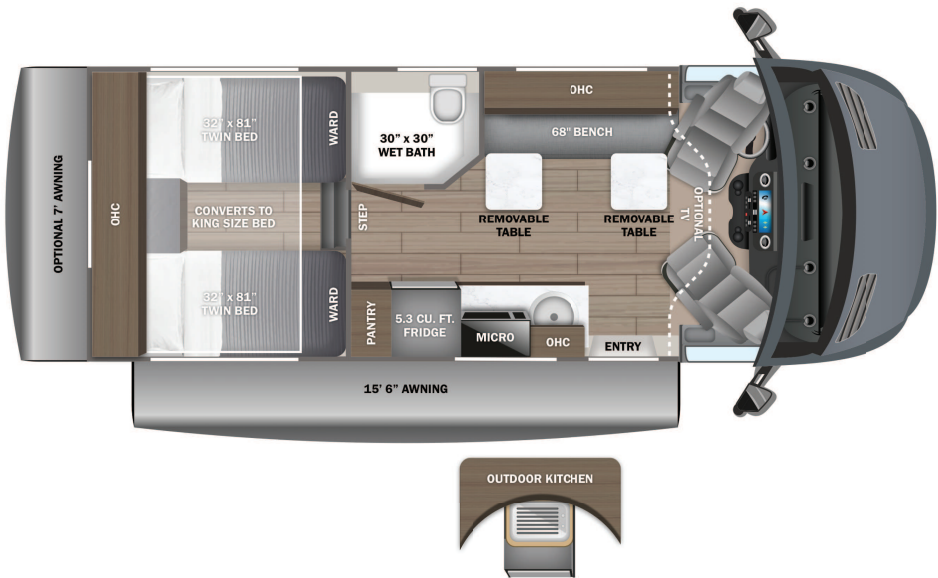 OPTIONAL 7' AWNING
OHC
32" x 81"
TWIN BED
WARD
CONVERTS TO
KING SIZE BED
32" x 81"
TWIN BED
WARD
STEP
30" x 30"
WET BATH
OHC
68" BENCH
REMOVABLE
TABLE
REMOVABLE
TABLE
OPTIONAL
TV
PANTRY
5.3 CU. FT.
FRIDGE
MICRO
OHC
ENTRY
15' 6" AWNING
OUTDOOR KITCHEN